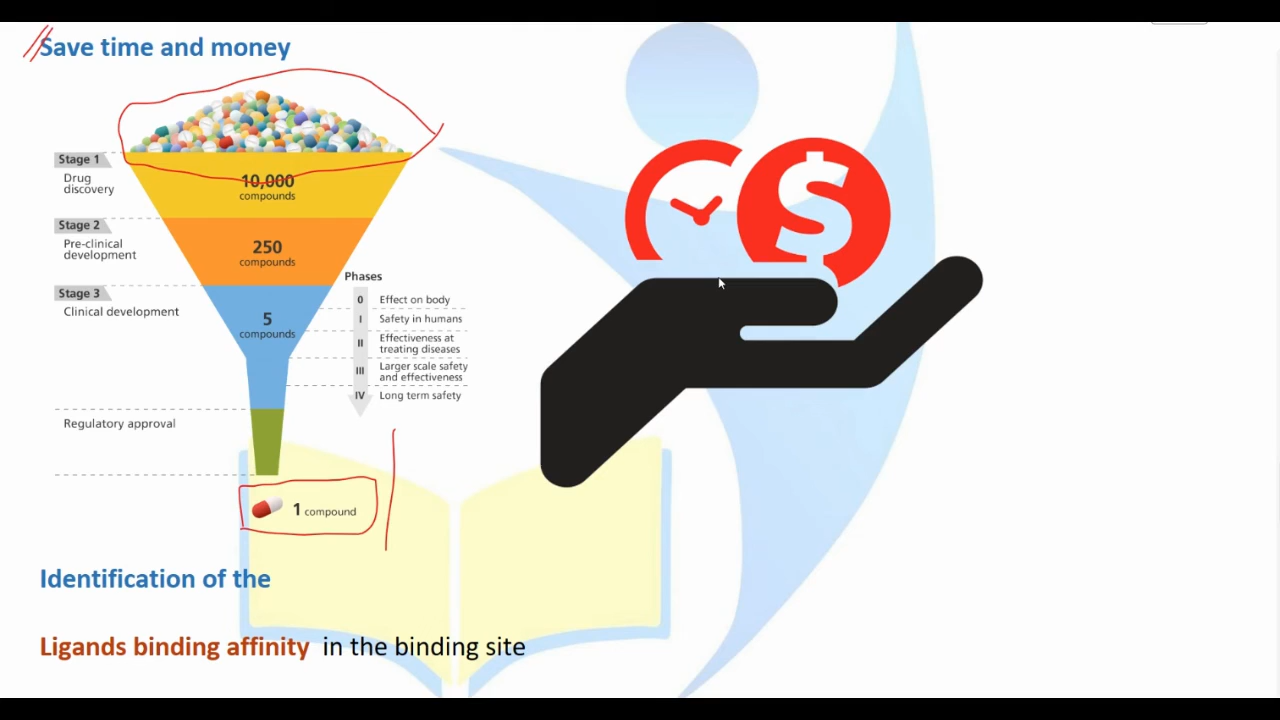 Save time and money
Stage 1
Drug
discovery
10,000
compounds
Stage 2
Pre-clinical
development
250
compounds
Stage 3
Clinical development
5
compounds
Phases
0 Effect on body
I Safety in humans
II Effectiveness at
treating diseases
III Larger scale safety
and effectiveness
IV Long term safety
Regulatory approval
1 compound
$
Identification of the
Ligands binding affinity in the binding site